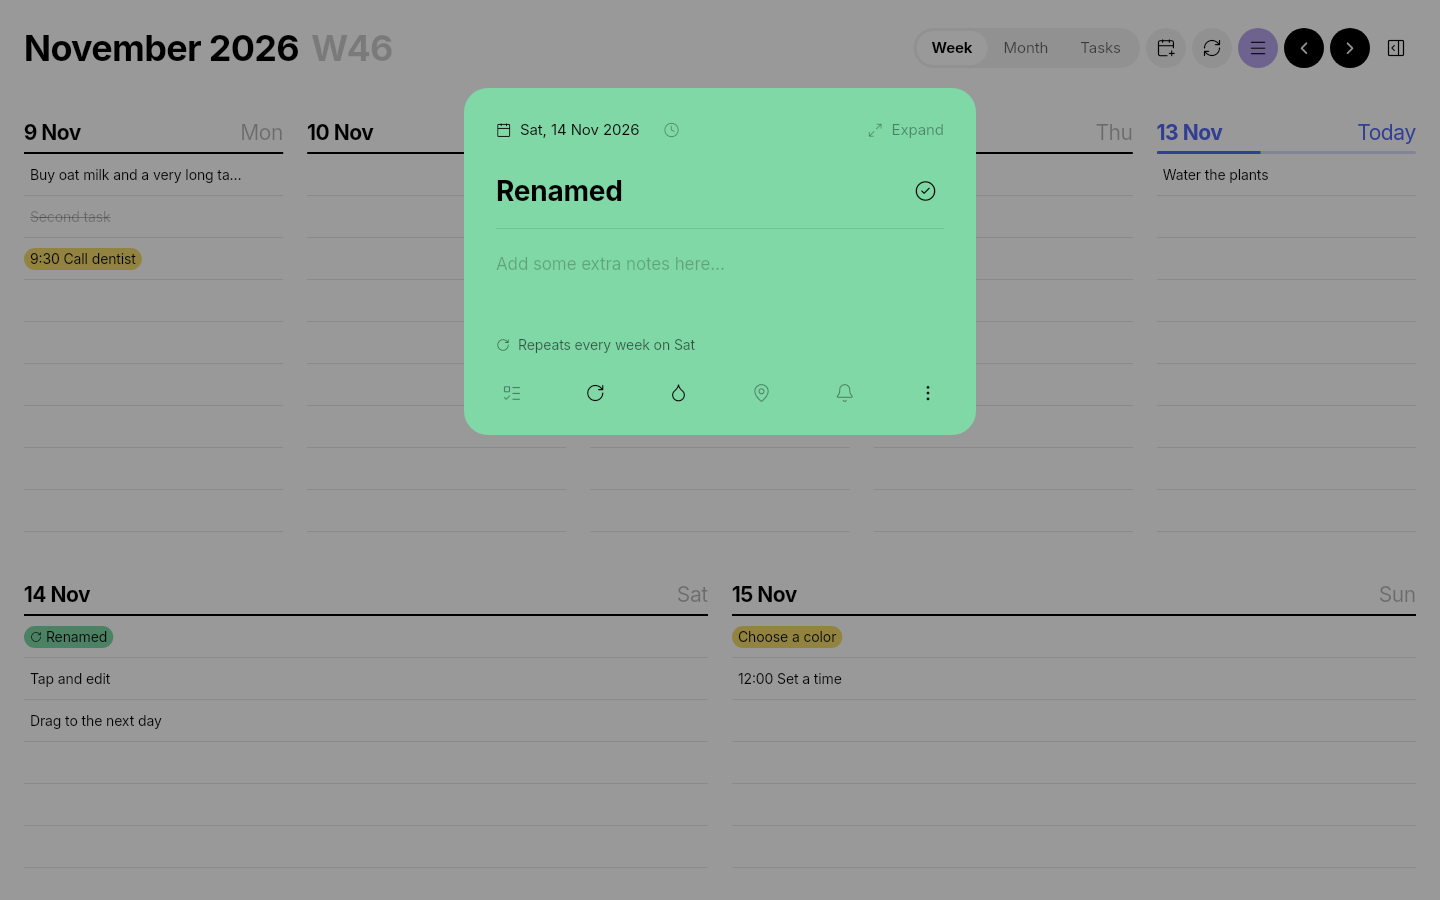 November 2026 W46
Week Month Tasks
9 Nov Mon
10 Nov
Thu
13 Nov Today
Buy oat milk and a very long ta...
Second task
9:30 Call dentist
Water the plants
Sat, 14 Nov 2026
Expand
Renamed
Add some extra notes here...
Repeats every week on Sat
14 Nov Sat
Renamed
Tap and edit
Drag to the next day
15 Nov Sun
Choose a color
12:00 Set a time